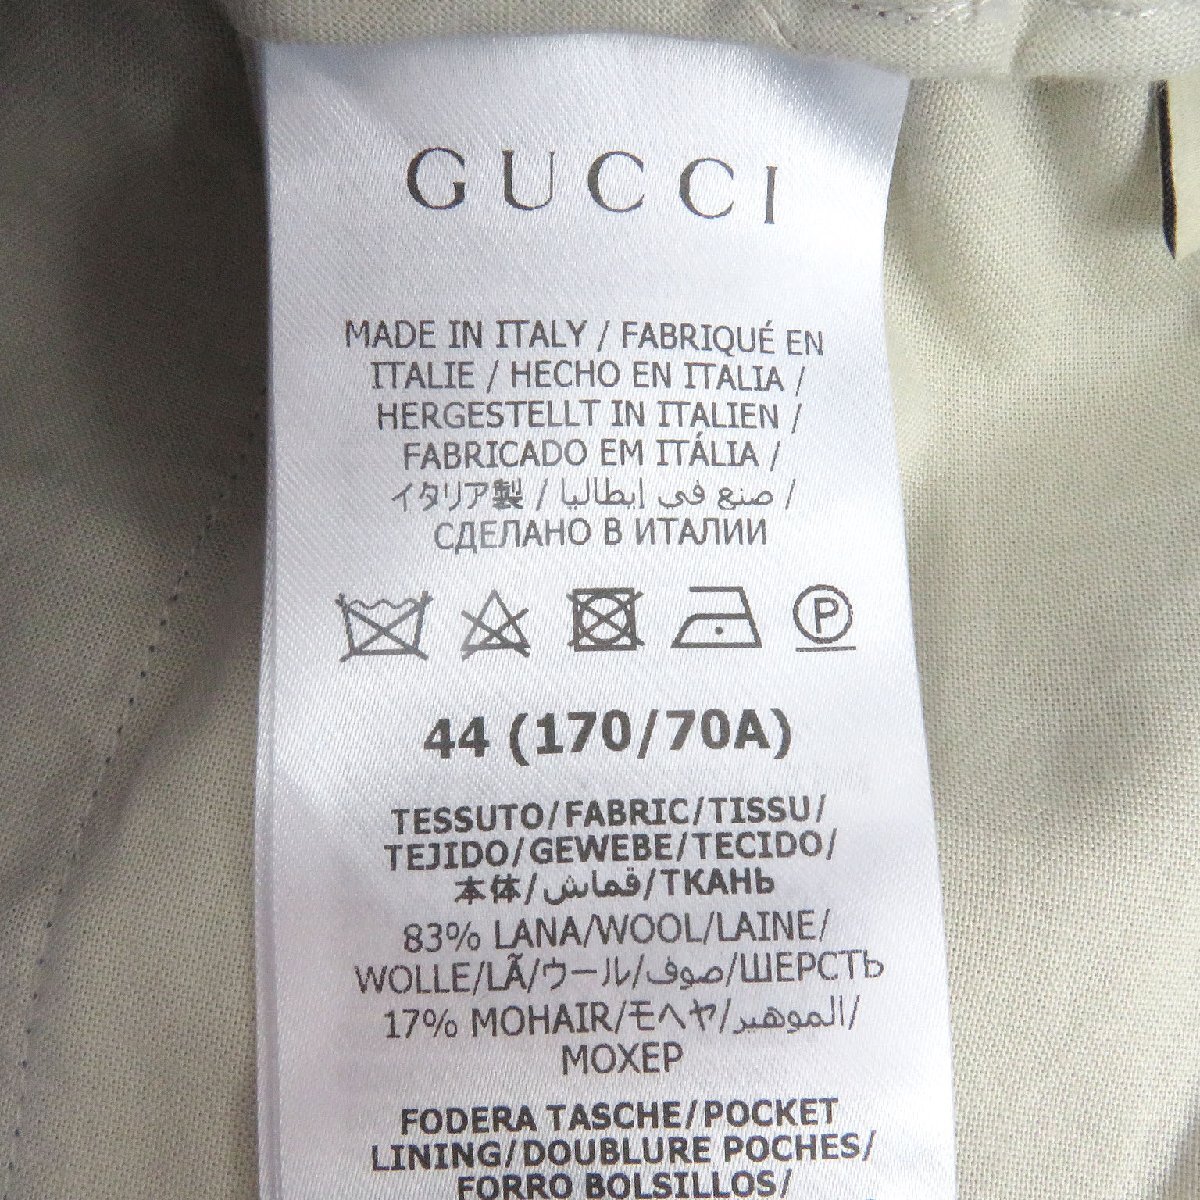 GUCCI
MADE IN ITALY / FABRIQUÉ EN
ITALIE / HECHO EN ITALIA /
HERGESTELLT IN ITALIEN /
FABRICADO EM ITÁLIA /
イタリア製 / صنع في إيطاليا /
СДЕЛАНО В ИТАЛИИ
P
44 (170/70A)
TESSUTO/FABRIC/TISSU/
TEJIDO/GEWEBE/TECIDO/
本体/قماش/ТКАНЬ
83% LANA/WOOL/LAINE/
WOLLE/LÃ/ウール/صوف/ШЕРСТЬ
17% MOHAIR/モヘヤ/الموهير/
МОХЕР
FODERA TASCHE/POCKET
LINING/DOUBLURE POCHES/
FORRO BOLSILLOS/